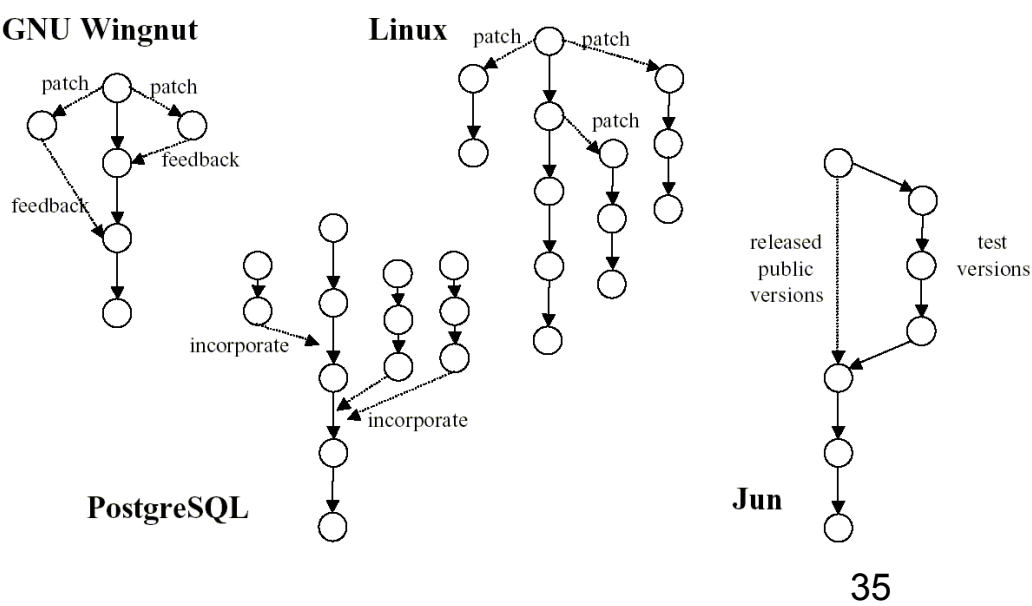 GNU Wingnut
patch
patch
feedback
feedback
Linux
patch
patch
patch
incorporate
incorporate
PostgreSQL
released
public
versions
test
versions
Jun
35